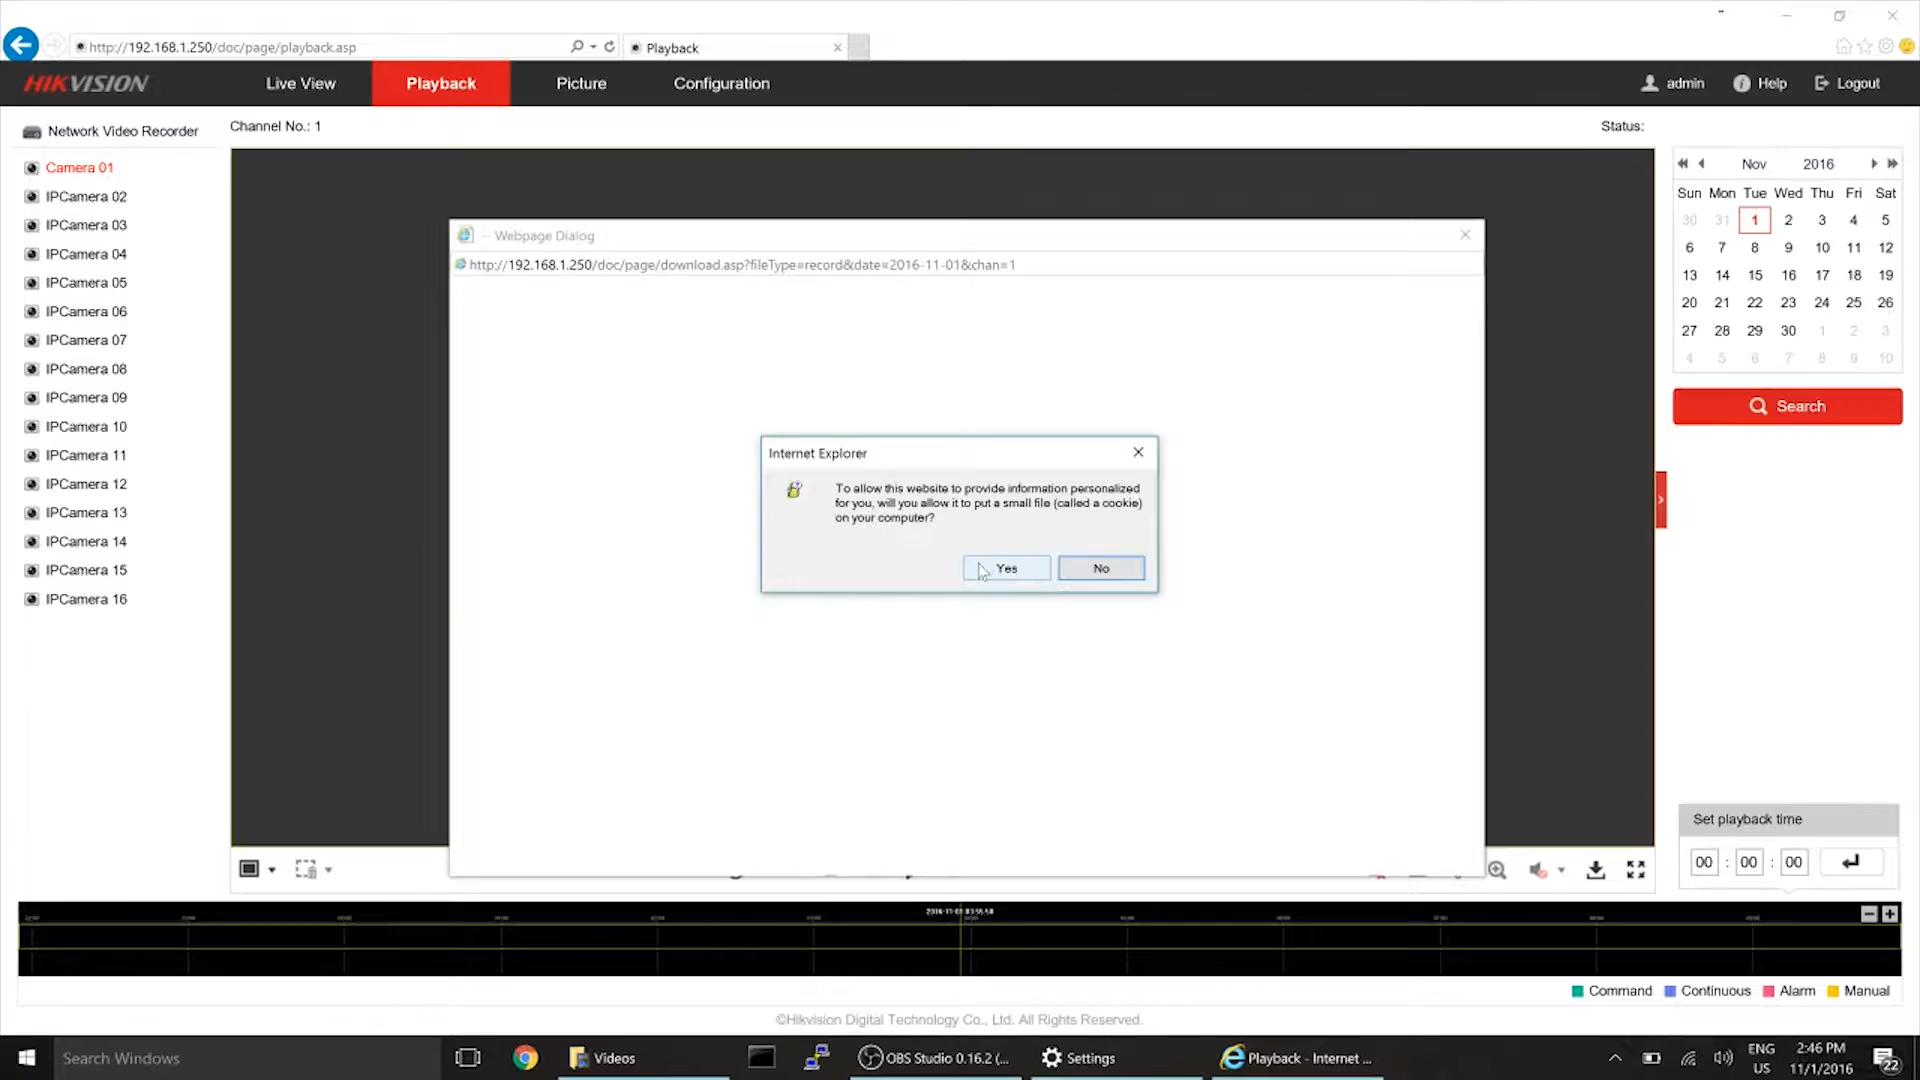 http://192.168.1.250/doc/page/playback.asp
Playback
HIKVISION
Live View
Playback
Picture
Configuration
admin
Help
Logout
Network Video Recorder
Channel No.: 1
Status:
Camera 01
IPCamera 02
IPCamera 03
IPCamera 04
IPCamera 05
IPCamera 06
IPCamera 07
IPCamera 08
IPCamera 09
IPCamera 10
IPCamera 11
IPCamera 12
IPCamera 13
IPCamera 14
IPCamera 15
IPCamera 16
-- Webpage Dialog
http://192.168.1.250/doc/page/download.asp?fileType=record&date=2016-11-01&chan=1
Internet Explorer
To allow this website to provide information personalized
for you, will you allow it to put a small file (called a cookie)
on your computer?
Yes
No
Nov 2016
Sun Mon Tue Wed Thu Fri Sat
30 31 1 2 3 4 5
6 7 8 9 10 11 12
13 14 15 16 17 18 19
20 21 22 23 24 25 26
27 28 29 30 1 2 3
4 5 6 7 8 9 10
Search
Set playback time
00 : 00 : 00
Command
Continuous
Alarm
Manual
©Hikvision Digital Technology Co., Ltd. All Rights Reserved.
Search Windows
Videos
OBS Studio 0.16.2 (...
Settings
Playback - Internet ...
ENG
US
2:46 PM
11/1/2016
22